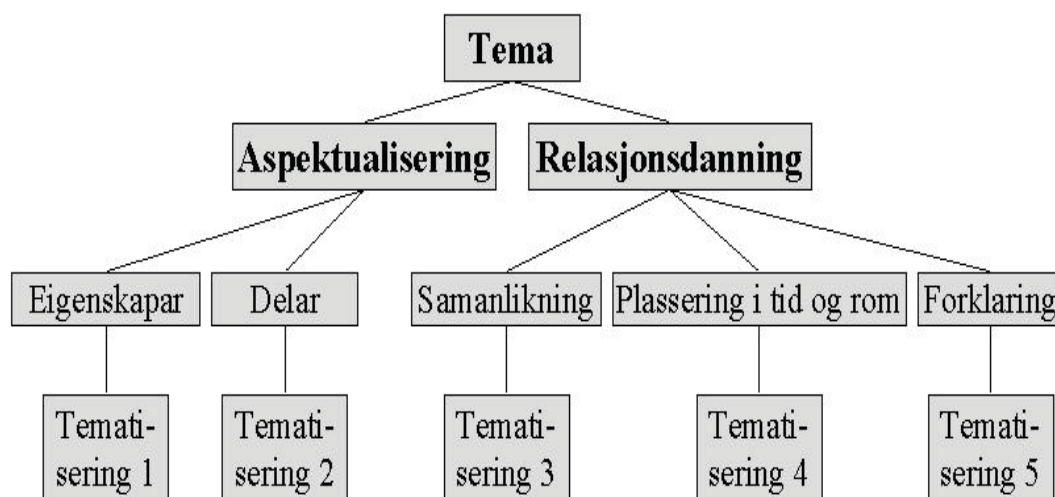 Tema
Aspektualisering
Relasjonsdanning
Eigenskapar
Delar
Samanlikning
Plassering i tid og rom
Forklaring
Temati-
sering 1
Temati-
sering 2
Temati-
sering 3
Temati-
sering 4
Temati-
sering 5